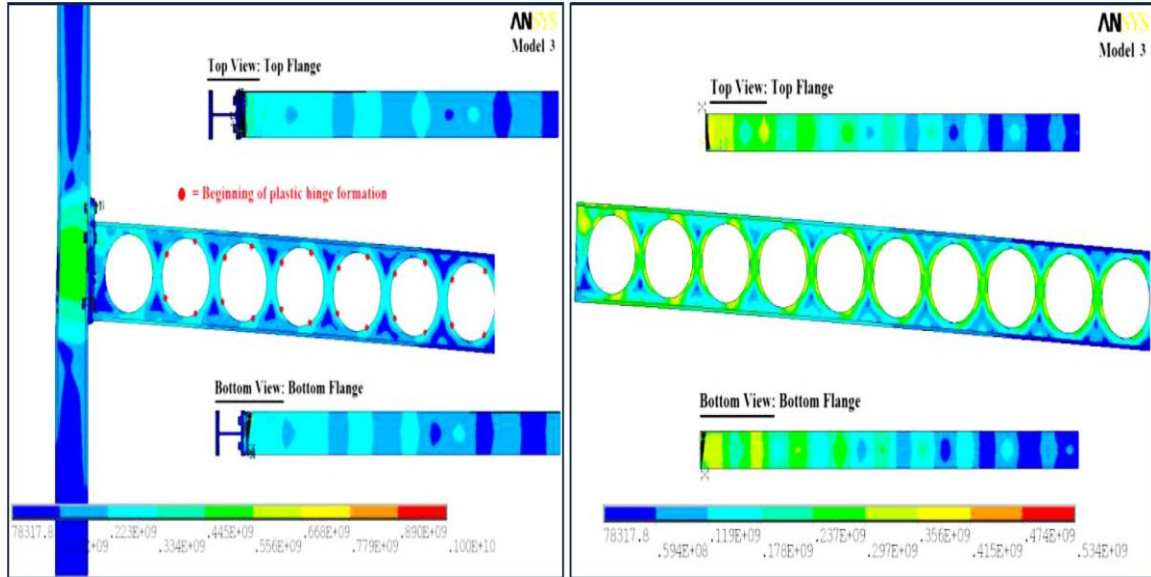 ANSYS
Model 3
Top View: Top Flange
= Beginning of plastic hinge formation
Bottom View: Bottom Flange
78317.8 .223E+09 .445E+09 .668E+09 .890E+09
.334E+09 .556E+09 .779E+09 .100E+10
ANSYS
Model 3
Top View: Top Flange
Bottom View: Bottom Flange
78317.8 .119E+09 .237E+09 .356E+09 .474E+09
.594E+08 .178E+09 .297E+09 .415E+09 .534E+09